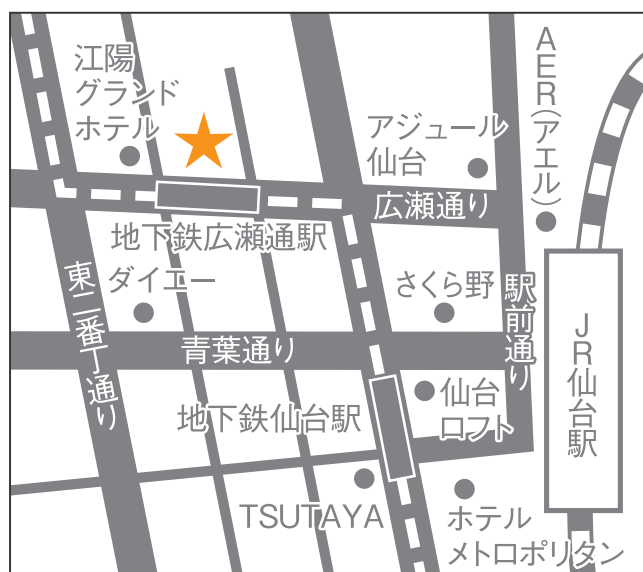 江陽
グランド
ホテル
アジュール
仙台
AER(アエル)
広瀬通り
地下鉄広瀬通駅
東二番丁通り
ダイエー
さくら野
駅前通り
青葉通り
JR仙台駅
地下鉄仙台駅
仙台
ロフト
TSUTAYA
ホテル
メトロポリタン